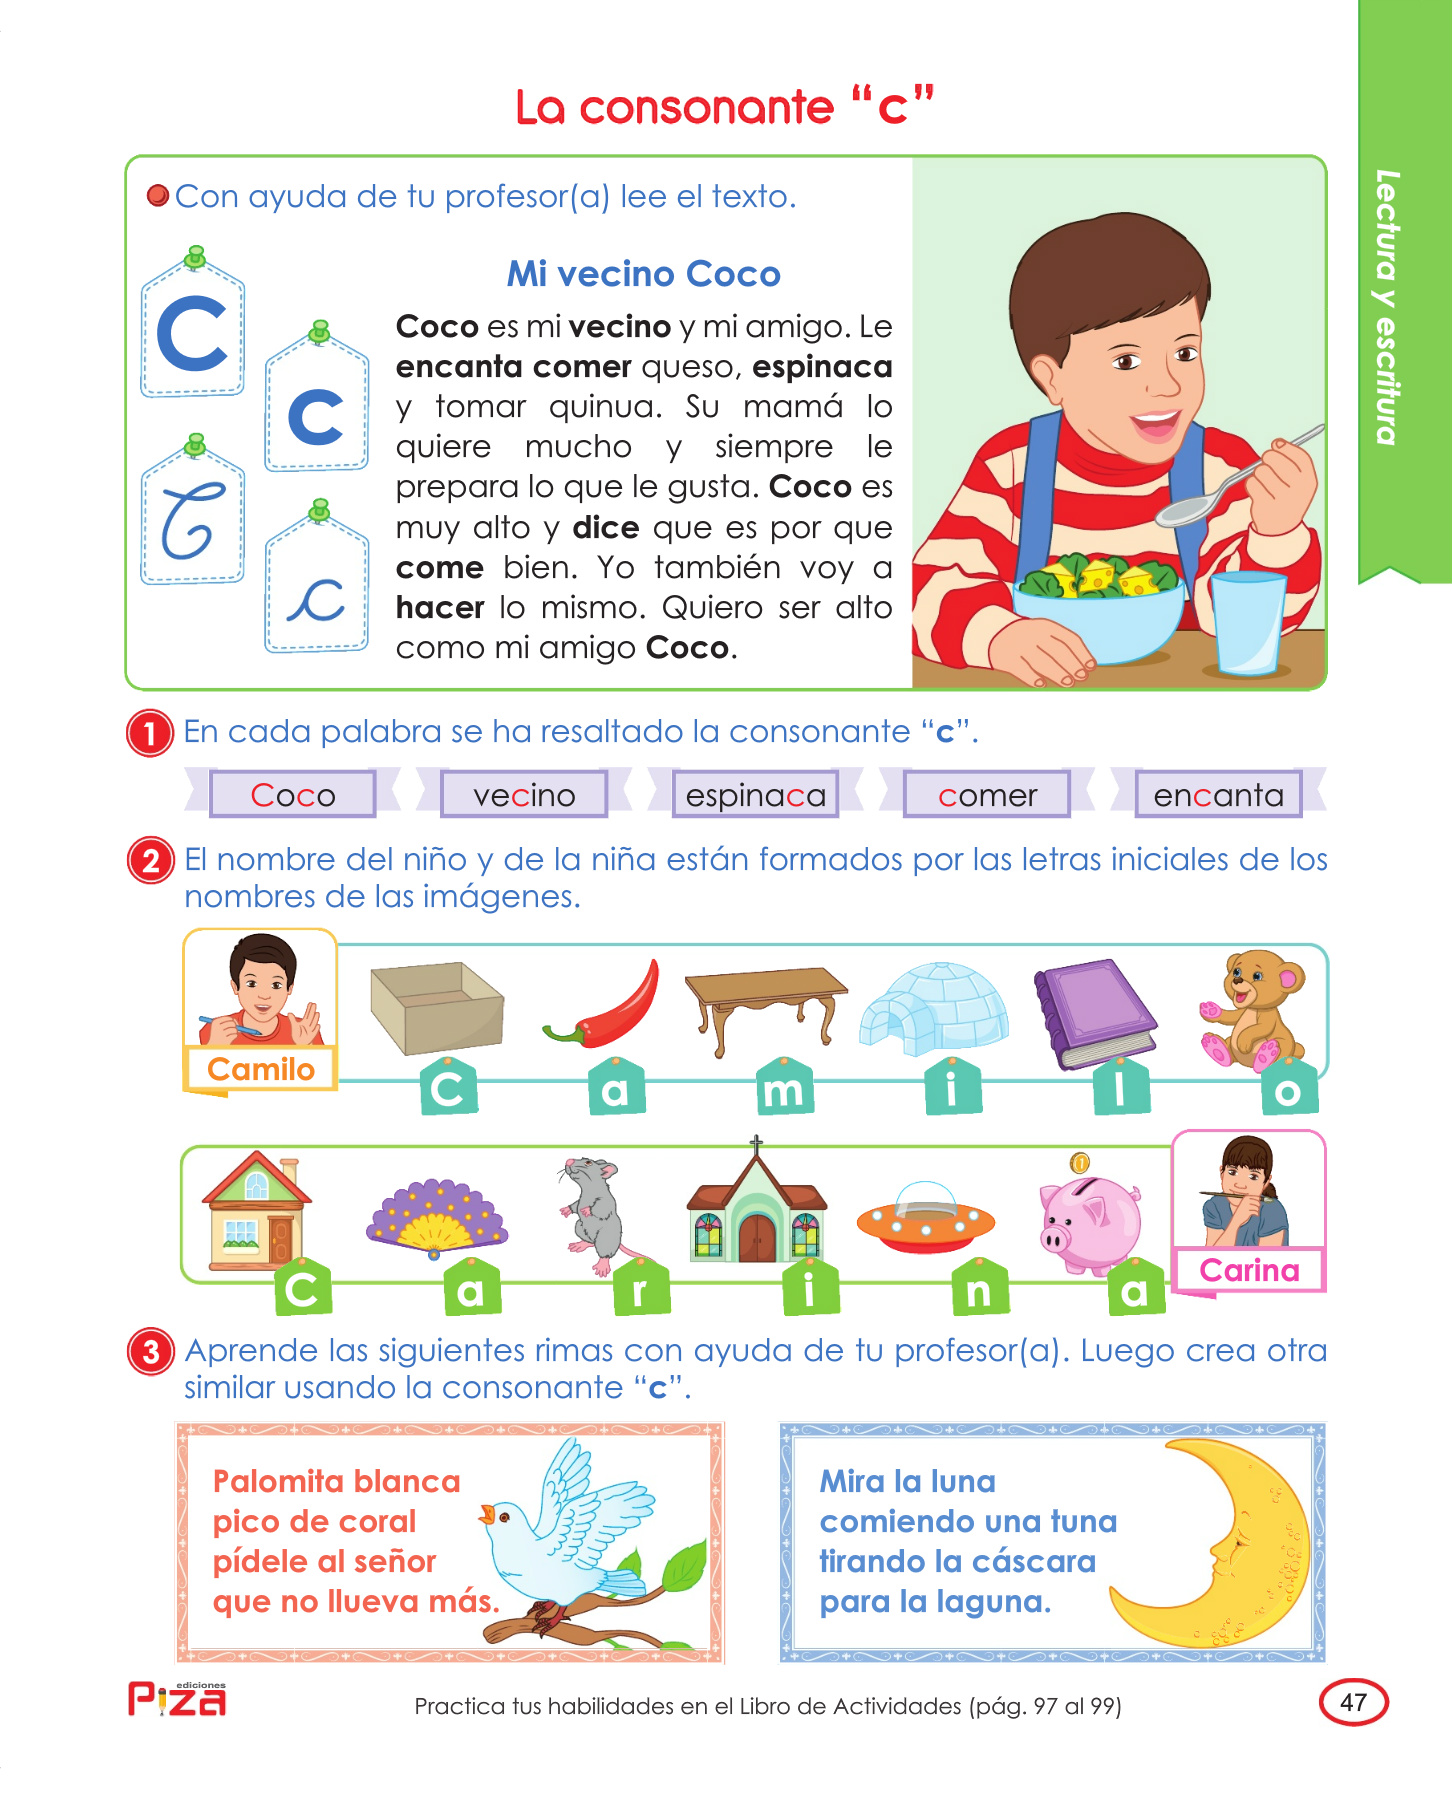 La consonante “c”
Lectura y escritura
Con ayuda de tu profesor(a) lee el texto.
C
c
C
c
Mi vecino Coco
Coco es mi vecino y mi amigo. Le
encanta comer queso, espinaca
y tomar quinua. Su mamá lo
quiere mucho y siempre le
prepara lo que le gusta. Coco es
muy alto y dice que es por que
come bien. Yo también voy a
hacer lo mismo. Quiero ser alto
como mi amigo Coco.
1 En cada palabra se ha resaltado la consonante “c”.
Coco vecino espinaca comer encanta
2 El nombre del niño y de la niña están formados por las letras iniciales de los
nombres de las imágenes.
Camilo
C a m i l o
1
Carina
C a r i n a
3 Aprende las siguientes rimas con ayuda de tu profesor(a). Luego crea otra
similar usando la consonante “c”.
Palomita blanca
pico de coral
pídele al señor
que no llueva más.
Mira la luna
comiendo una tuna
tirando la cáscara
para la laguna.
ediciones
Piza
Practica tus habilidades en el Libro de Actividades (pág. 97 al 99)
47